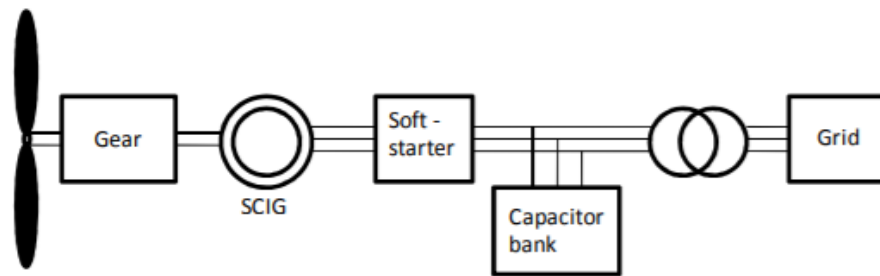 Gear
SCIG
Soft -
starter
Capacitor
bank
Grid